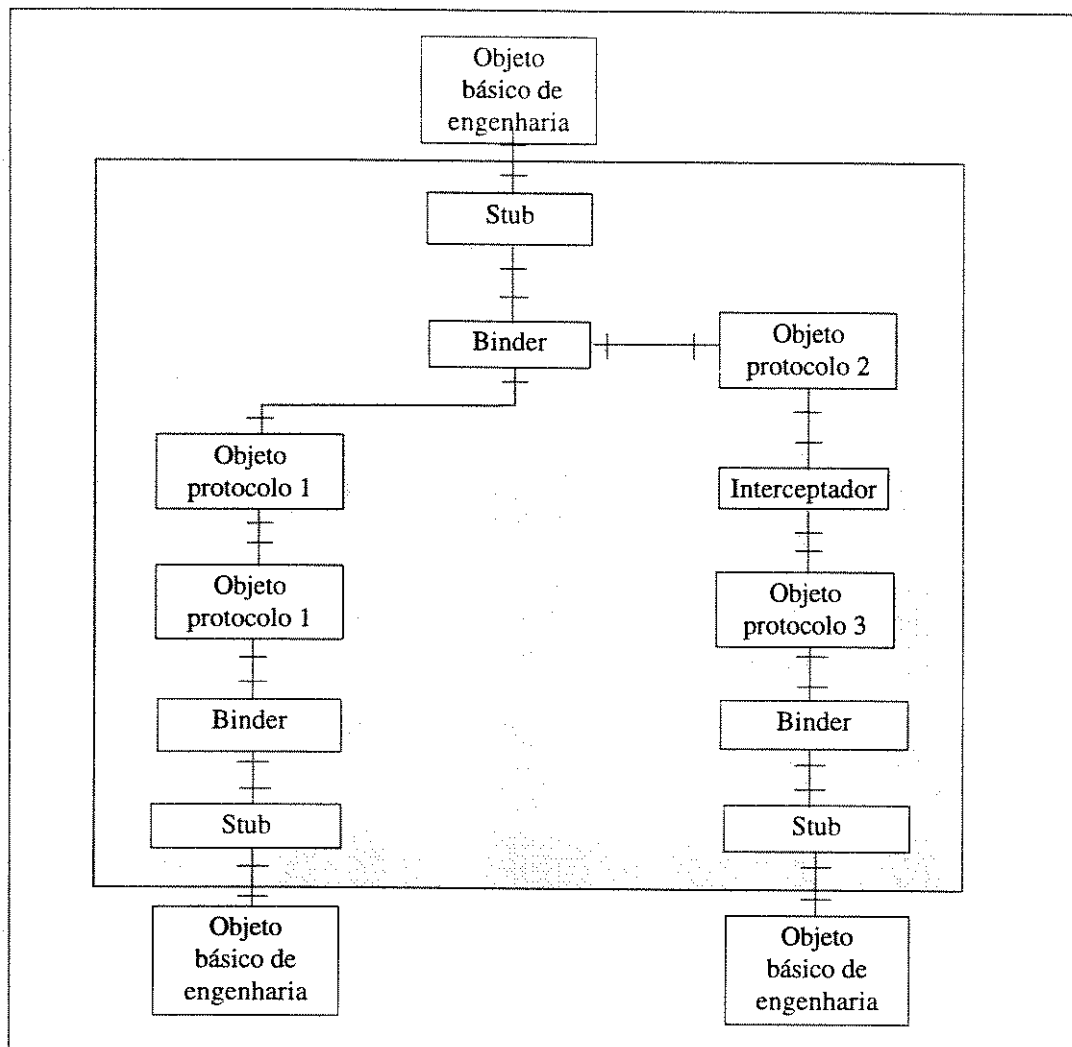 Objeto
básico de
engenharia
Stub
Binder
Objeto
protocolo 2
Objeto
protocolo 1
Interceptador
Objeto
protocolo 1
Objeto
protocolo 3
Binder
Binder
Stub
Stub
Objeto
básico de
engenharia
Objeto
básico de
engenharia